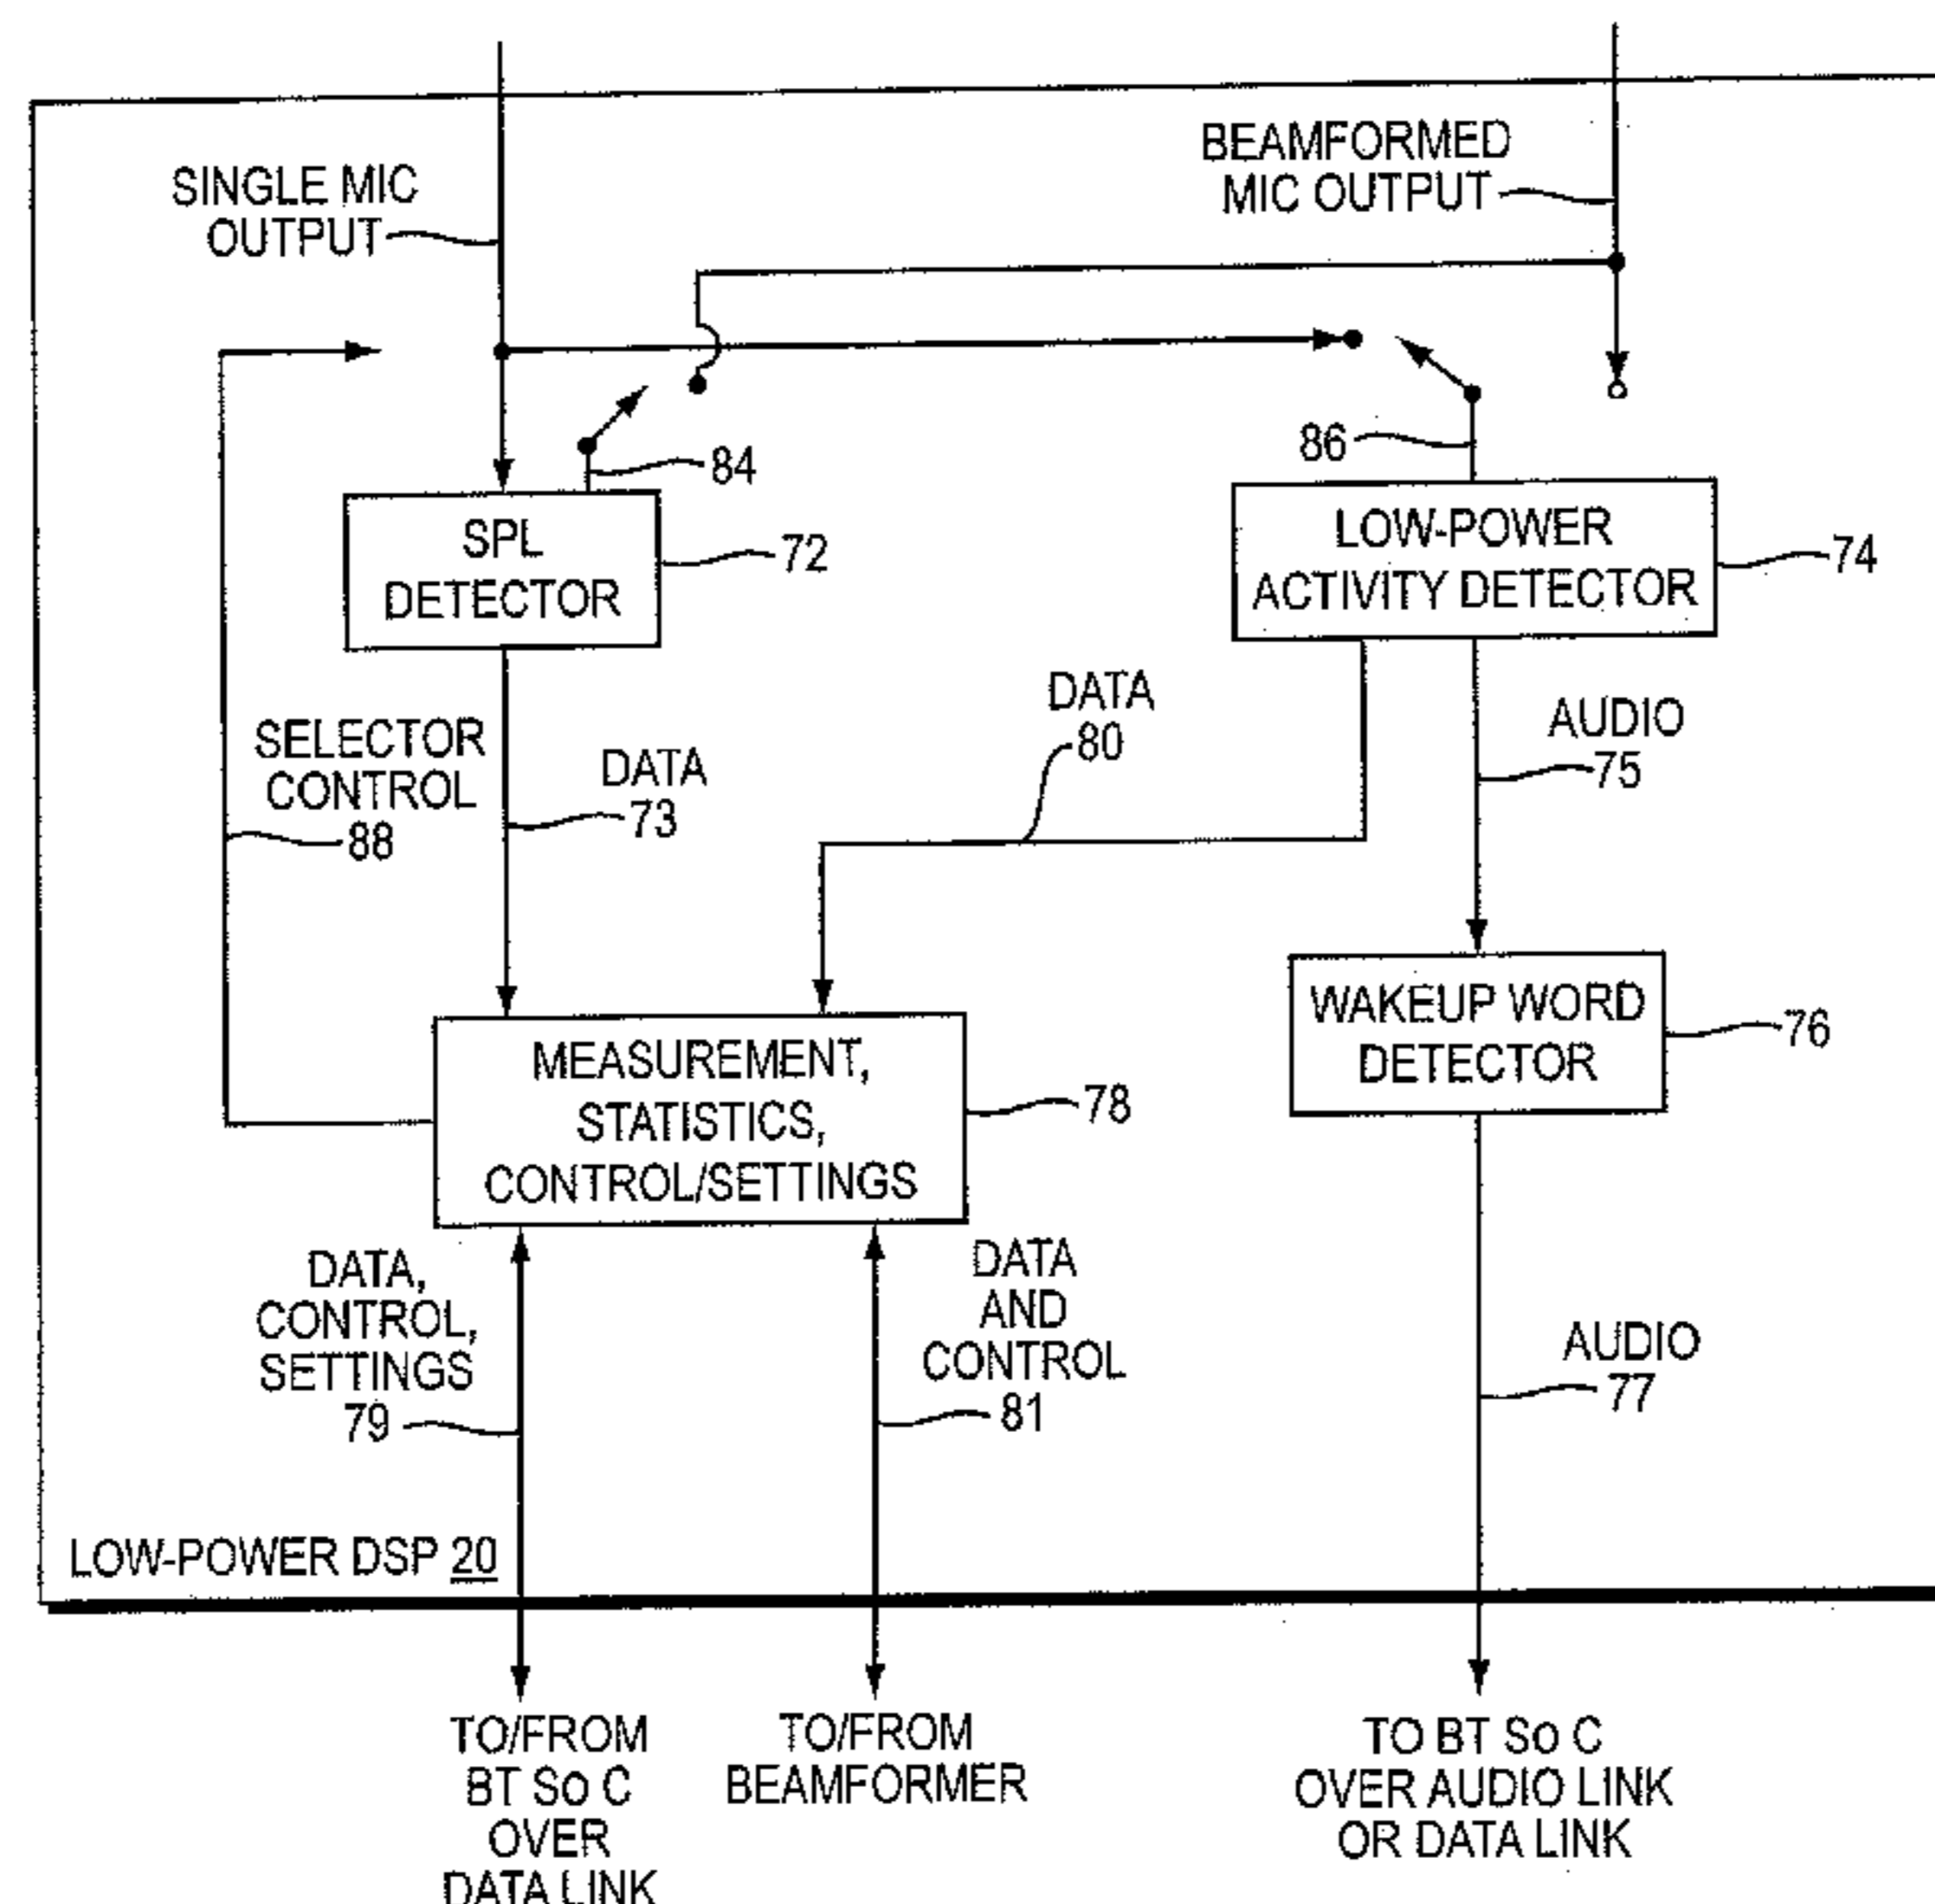 BEAMFORMED
MIC OUTPUT
SINGLE MIC
OUTPUT
84
86
SPL
DETECTOR
72
LOW-POWER
ACTIVITY DETECTOR
74
SELECTOR
CONTROL
88
DATA
73
DATA
80
AUDIO
75
MEASUREMENT,
STATISTICS,
CONTROL/SETTINGS
78
WAKEUP WORD
DETECTOR
76
DATA,
CONTROL,
SETTINGS
79
DATA
AND
CONTROL
81
AUDIO
77
LOW-POWER DSP 20
TO/FROM
BT So C
OVER
DATA LINK
TO/FROM
BEAMFORMER
TO BT So C
OVER AUDIO LINK
OR DATA LINK